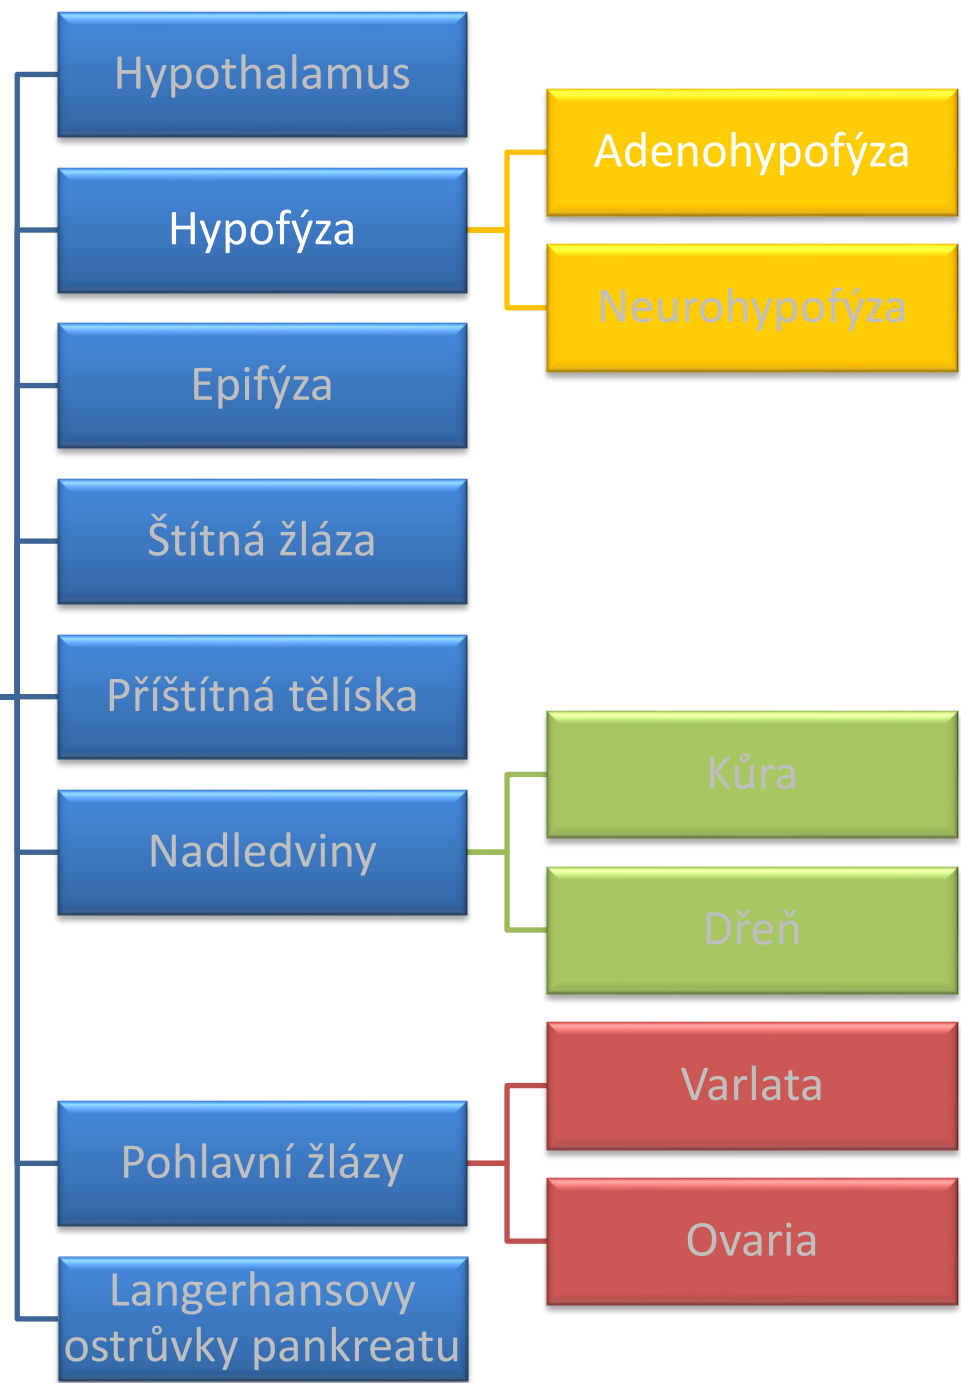 Hypothalamus
Hypofýza
Adenohypofýza
Neurohypofýza
Epifýza
Štítná žláza
Příštítná tělíska
Nadledviny
Kůra
Dřeň
Pohlavní žlázy
Varlata
Ovaria
Langerhansovy
ostrůvky pankreatu